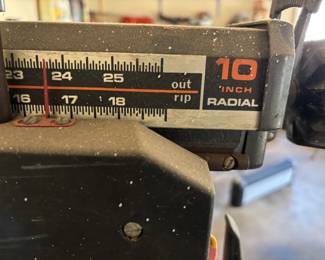 23 24 25 out
16 17 18 rip
10
INCH
RADIAL